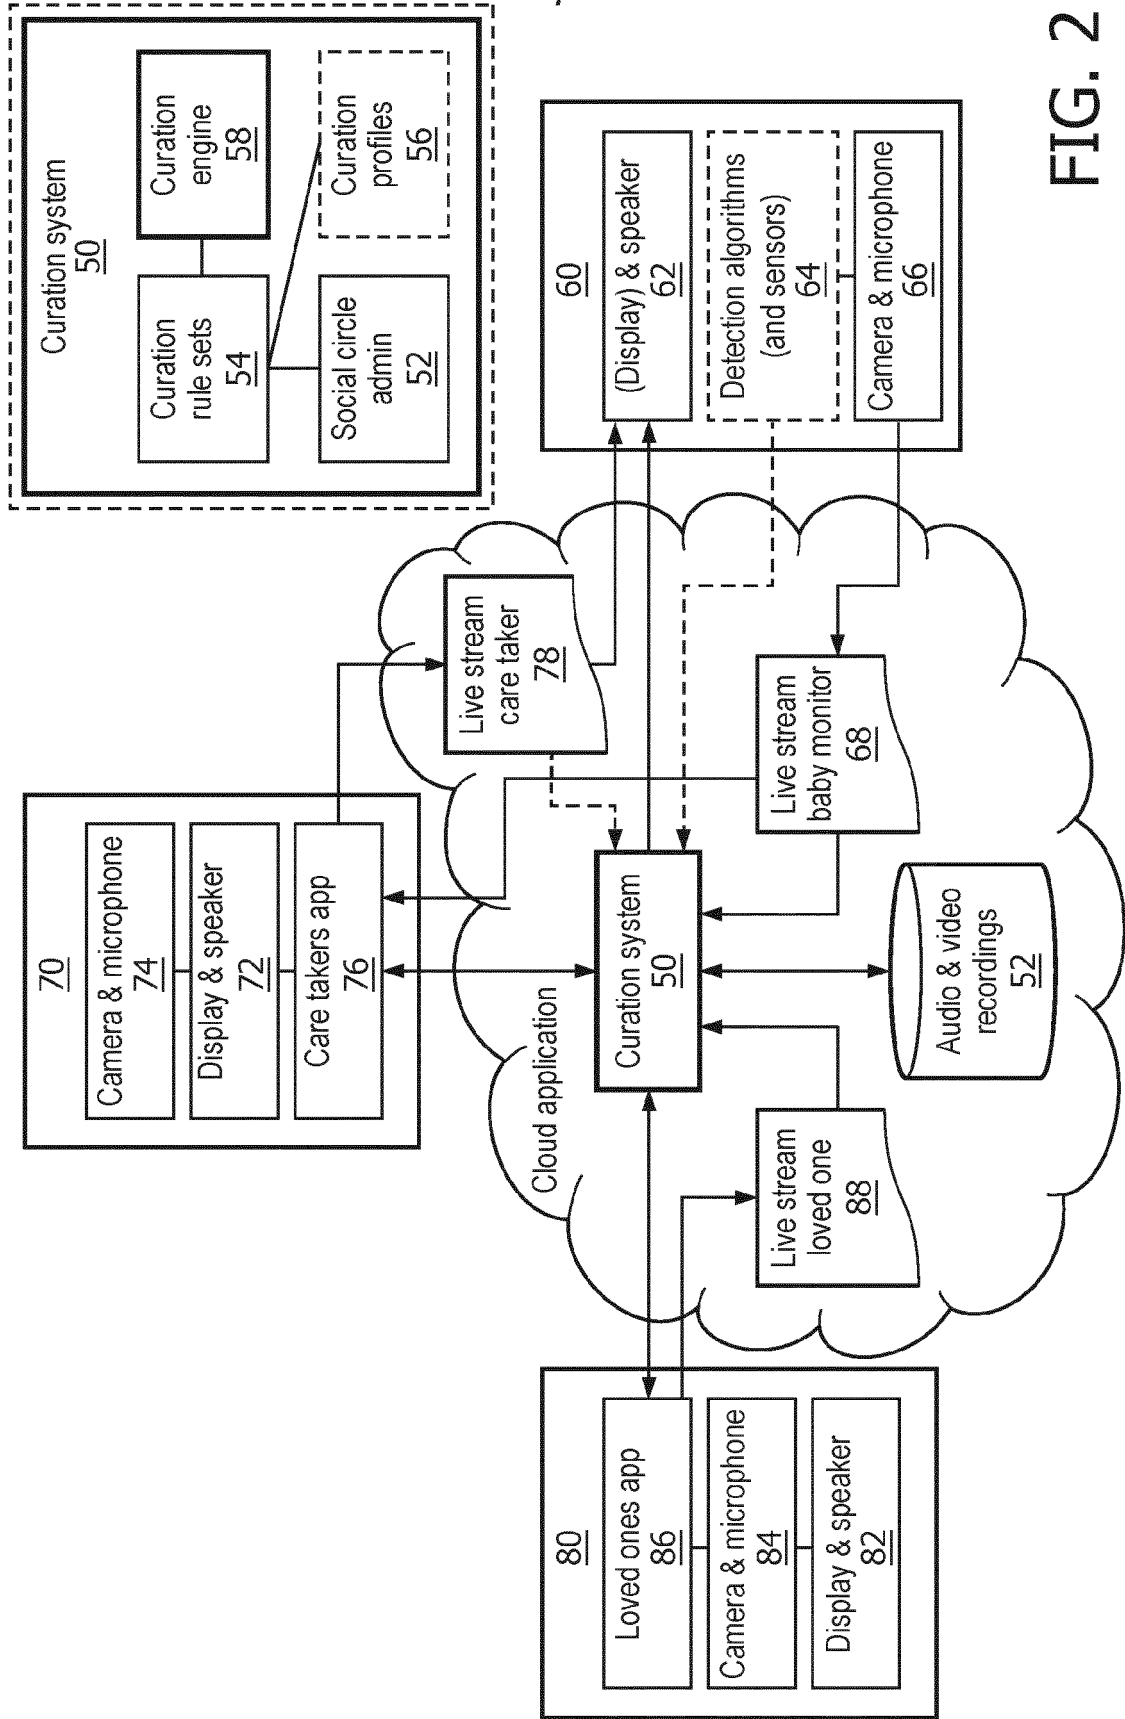 Curation system
50
Curation
rule sets
54
Curation
engine
58
Social circle
admin
52
Curation
profiles
56
70
Camera & microphone
74
Display & speaker
72
Care takers app
76
Live stream
care taker
78
60
(Display) & speaker
62
Detection algorithms
(and sensors)
64
Camera & microphone
66
Cloud application
Curation system
50
Live stream
baby monitor
68
80
Loved ones app
86
Camera & microphone
84
Display & speaker
82
Live stream
loved one
88
Audio & video
recordings
52
FIG. 2